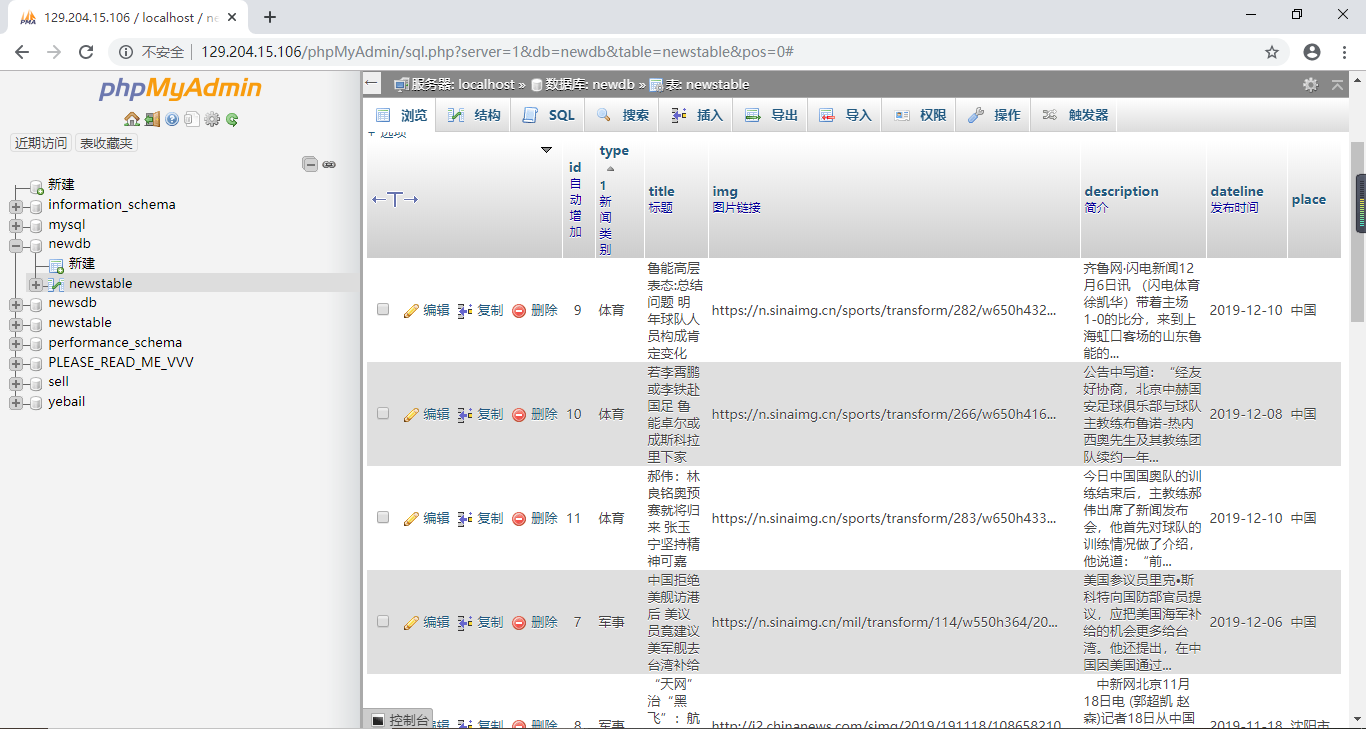 129.204.15.106 / localhost / ne
不安全
129.204.15.106/phpMyAdmin/sql.php?server=1&db=newdb&table=newstable&pos=0#
phpMyAdmin
近期访问 表收藏夹
新建
information_schema
mysql
newdb
新建
newstable
newsdb
newstable
performance_schema
PLEASE_READ_ME_VVV
sell
yebail
服务器: localhost » 数据库: newdb » 表: newstable
浏览 结构 SQL 搜索 插入 导出 导入 权限 操作 触发器
+ 选项
←T→
id
自
动
增
加
type
1
新
闻
类
别
title
标题
img
图片链接
description
简介
dateline
发布时间
place
编辑 复制 删除 9 体育
鲁能高层
表态:总结
问题 明
年球队人
员构成肯
定变化
https://n.sinaimg.cn/sports/transform/282/w650h432...
齐鲁网·闪电新闻12
月6日讯 （闪电体育
徐凯华）带着主场
1-0的比分，来到上
海虹口客场的山东鲁
能的...
2019-12-10 中国
编辑 复制 删除 10 体育
若李霄鹏
或李铁赴
国足 鲁
能卓尔或
成斯科拉
里下家
https://n.sinaimg.cn/sports/transform/266/w650h416...
公告中写道：“经友
好协商，北京中赫国
安足球俱乐部与球队
主教练布鲁诺-热内
西奥先生及其教练团
队续约一年...
2019-12-08 中国
编辑 复制 删除 11 体育
郝伟：林
良铭奥预
赛就将归
来 张玉
宁坚持精
神可嘉
https://n.sinaimg.cn/sports/transform/283/w650h433...
今日中国国奥队的训
练结束后，主教练郝
伟出席了新闻发布
会，他首先对球队的
训练情况做了介绍，
他说道：“前...
2019-12-10 中国
编辑 复制 删除 7 军事
中国拒绝
美舰访港
后 美议
员竟建议
美军舰去
台湾补给
https://n.sinaimg.cn/mil/transform/114/w550h364/20...
美国参议员里克•斯
科特向国防部官员提
议，应把美国海军补
给的机会更多给台
湾。他还提出，在中
国因美国通过...
2019-12-06 中国
编辑 复制 删除 8 军事
“天网”
治“黑
飞”：航
http://i2.chinanews.com/simg/2019/191118/108658210
中新网北京11月
18日电 (郭超凯 赵
森)记者18日从中国
2019-11-18 沈阳市
控制台